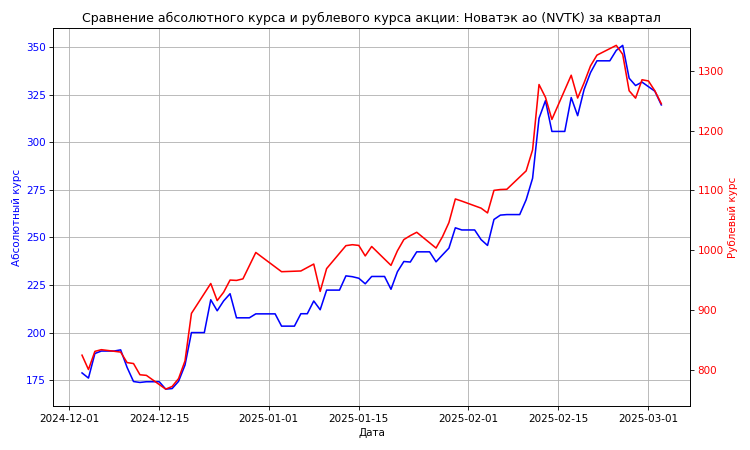 Сравнение абсолютного курса и рублевого курса акции: Новатэк ао (NVTK) за квартал
Абсолютный курс
350
325
300
275
250
225
200
175
1300
1200
1100
1000
900
800
Рублевый курс
2024-12-01 2024-12-15 2025-01-01 2025-01-15 2025-02-01 2025-02-15 2025-03-01
Дата